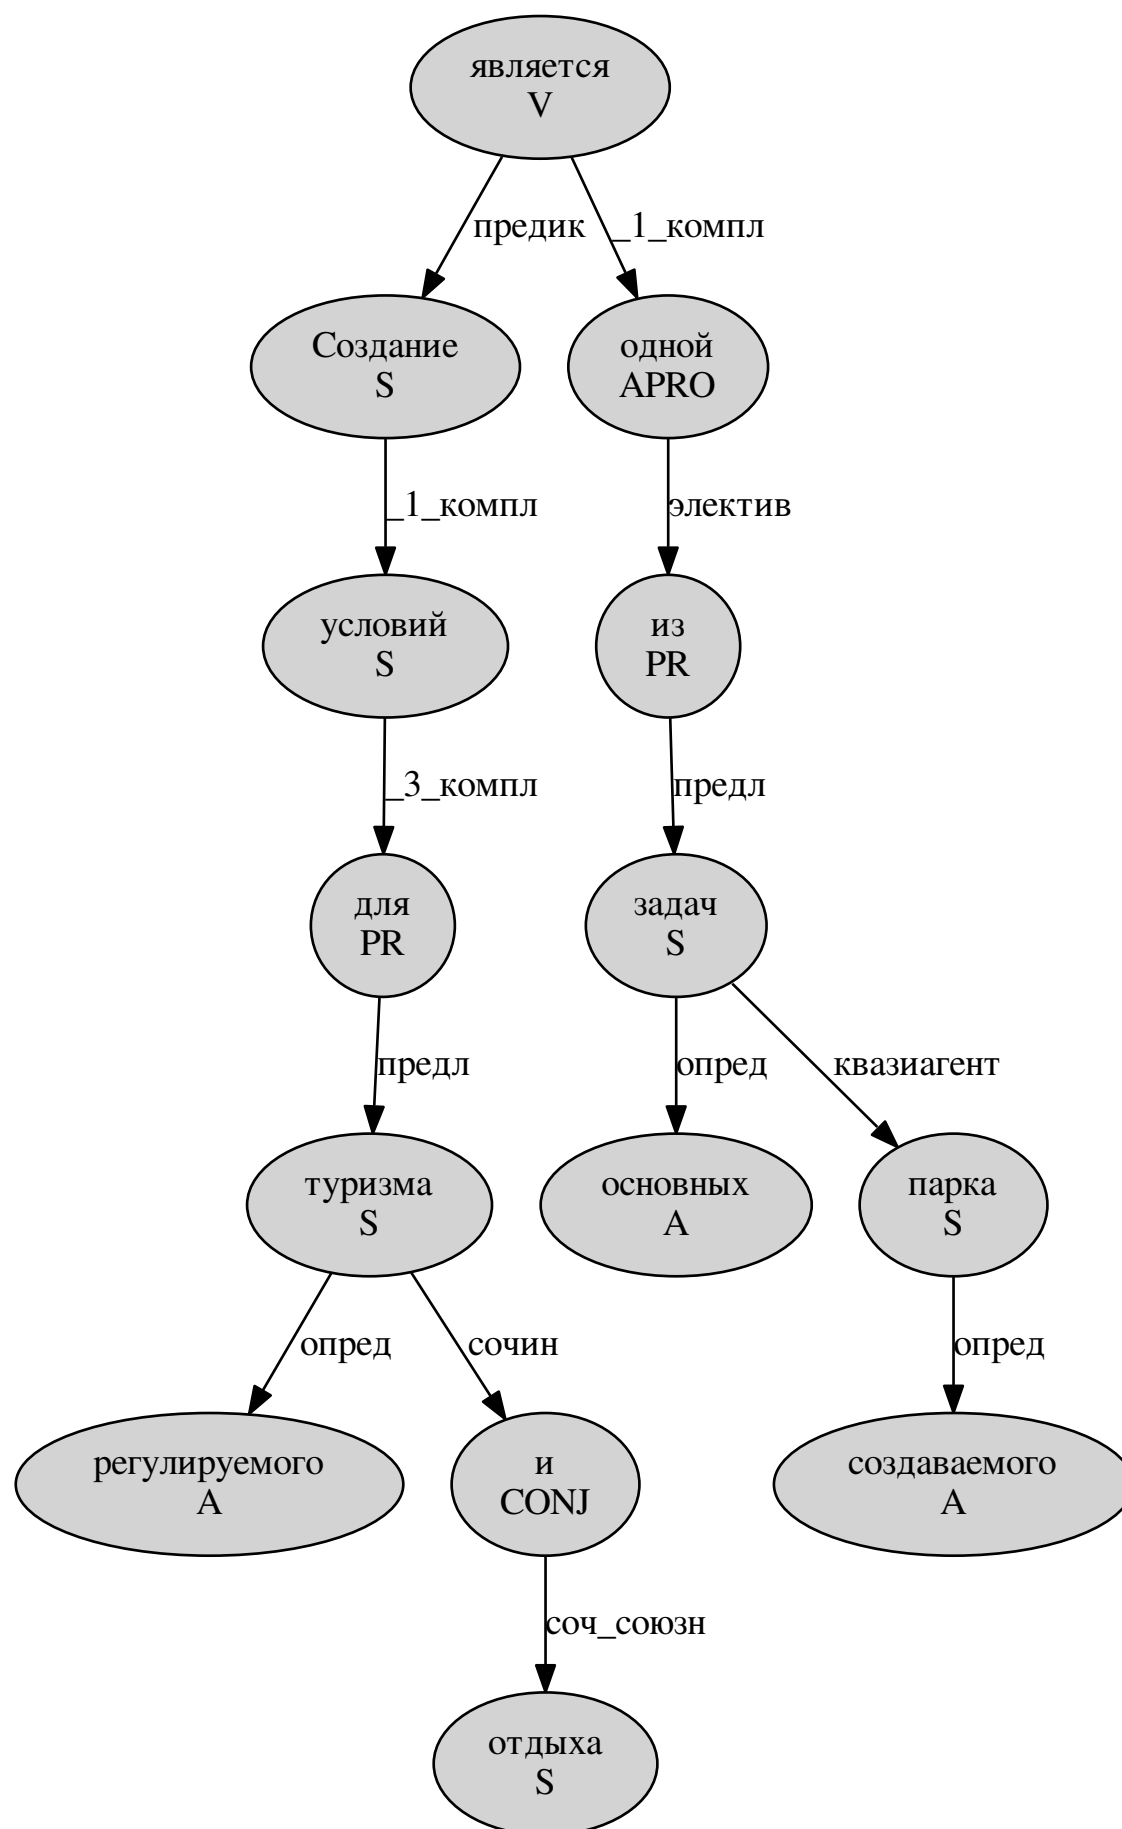 является
V
предик
_1_компл
Создание
S
одной
APRO
_1_компл
электив
условий
S
из
PR
_3_компл
предл
для
PR
задач
S
предл
опред
квазиагент
туризма
S
основных
A
парка
S
опред
сочин
опред
регулируемого
A
и
CONJ
создаваемого
A
соч_союзн
отдыха
S